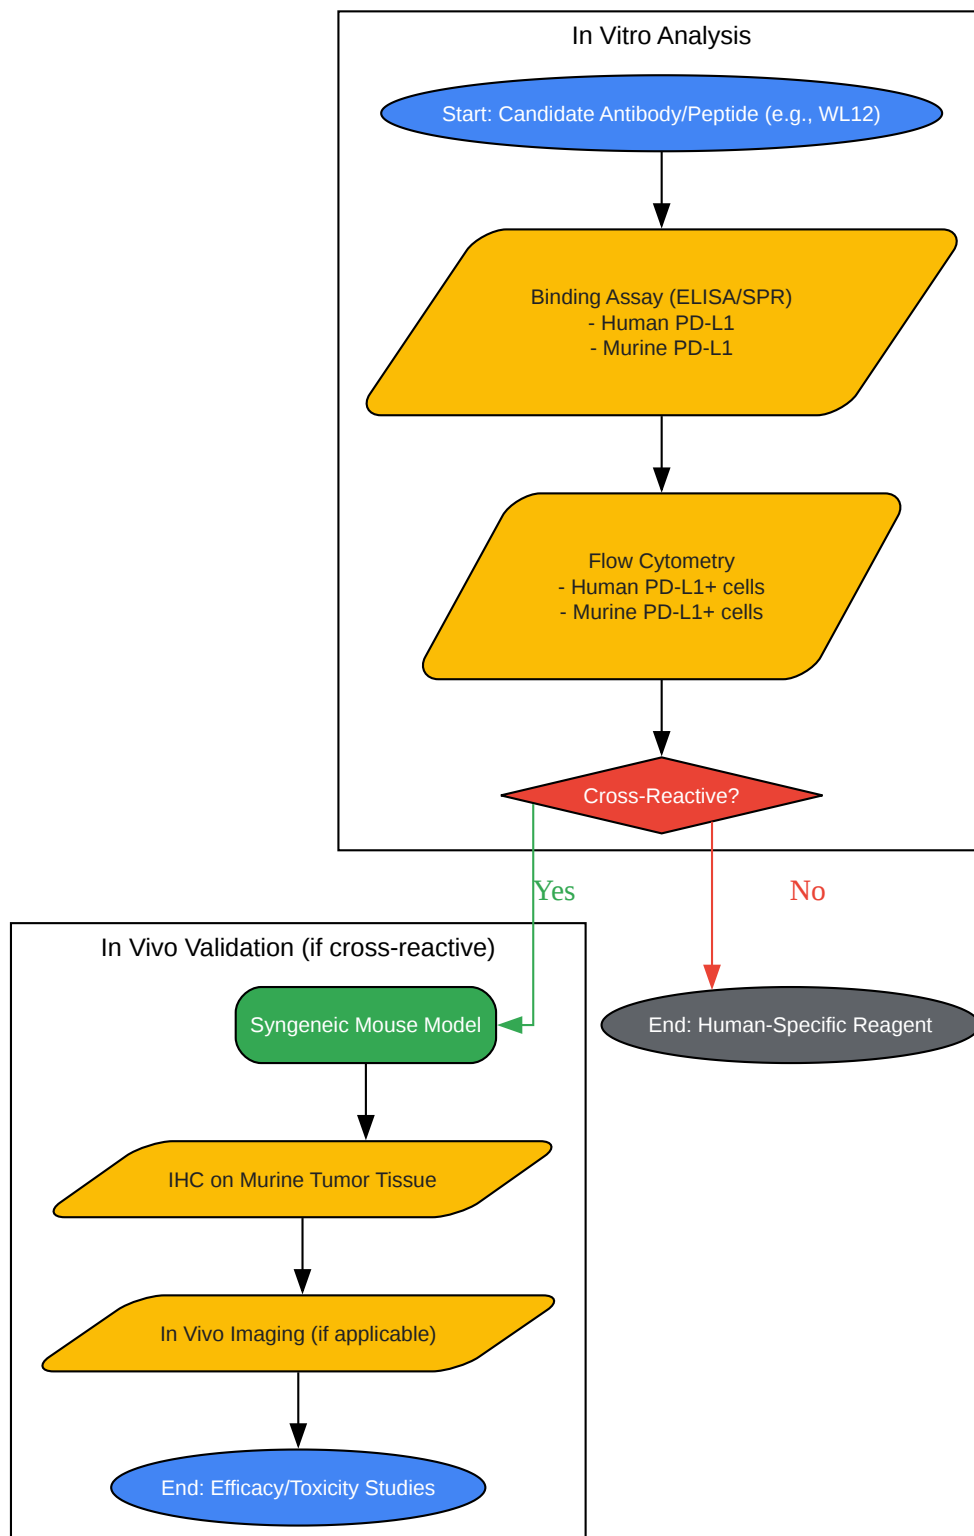 In Vitro Analysis
Start: Candidate Antibody/Peptide (e.g., WL12)
Binding Assay (ELISA/SPR)
- Human PD-L1
- Murine PD-L1
Flow Cytometry
- Human PD-L1+ cells
- Murine PD-L1+ cells
Cross-Reactive?
Yes
No
In Vivo Validation (if cross-reactive)
Syngeneic Mouse Model
End: Human-Specific Reagent
IHC on Murine Tumor Tissue
In Vivo Imaging (if applicable)
End: Efficacy/Toxicity Studies